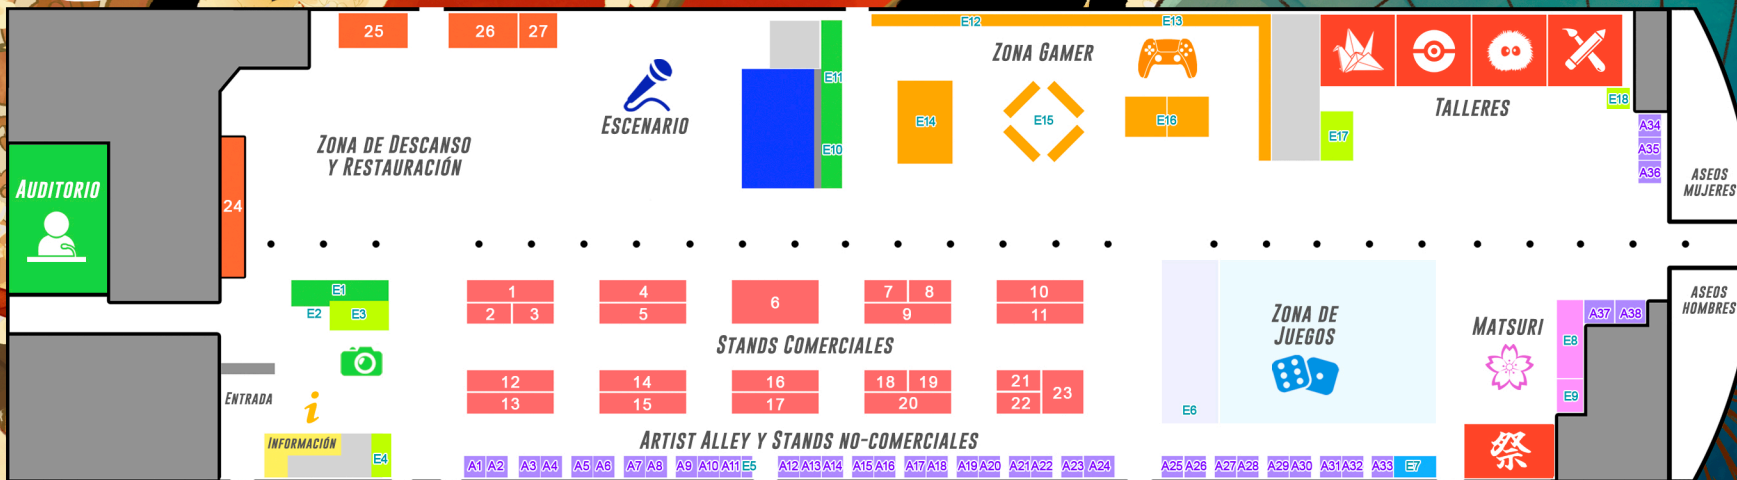 25
26
27
E12
E13
ZONA GAMER
E11
ESCENARIO
E14
E15
E16
E10
TALLERES
E18
E17
A34
A35
A36
ZONA DE DESCANSO
Y RESTAURACIÓN
AUDITORIO
24
ASEOS
MUJERES
E1
E2
E3
1
2
3
4
5
6
7
8
9
10
11
STANDS COMERCIALES
12
13
14
15
16
17
18
19
20
21
22
23
ZONA DE
JUEGOS
E6
MATSURI
E8
E9
A37
A38
ASEOS
HOMBRES
祭
ENTRADA
i
INFORMACIÓN
E4
ARTIST ALLEY Y STANDS NO-COMERCIALES
A1 A2 A3 A4 A5 A6 A7 A8 A9 A10 A11 E5 A12 A13 A14 A15 A16 A17 A18 A19 A20 A21 A22 A23 A24 A25 A26 A27 A28 A29 A30 A31 A32 A33 E7